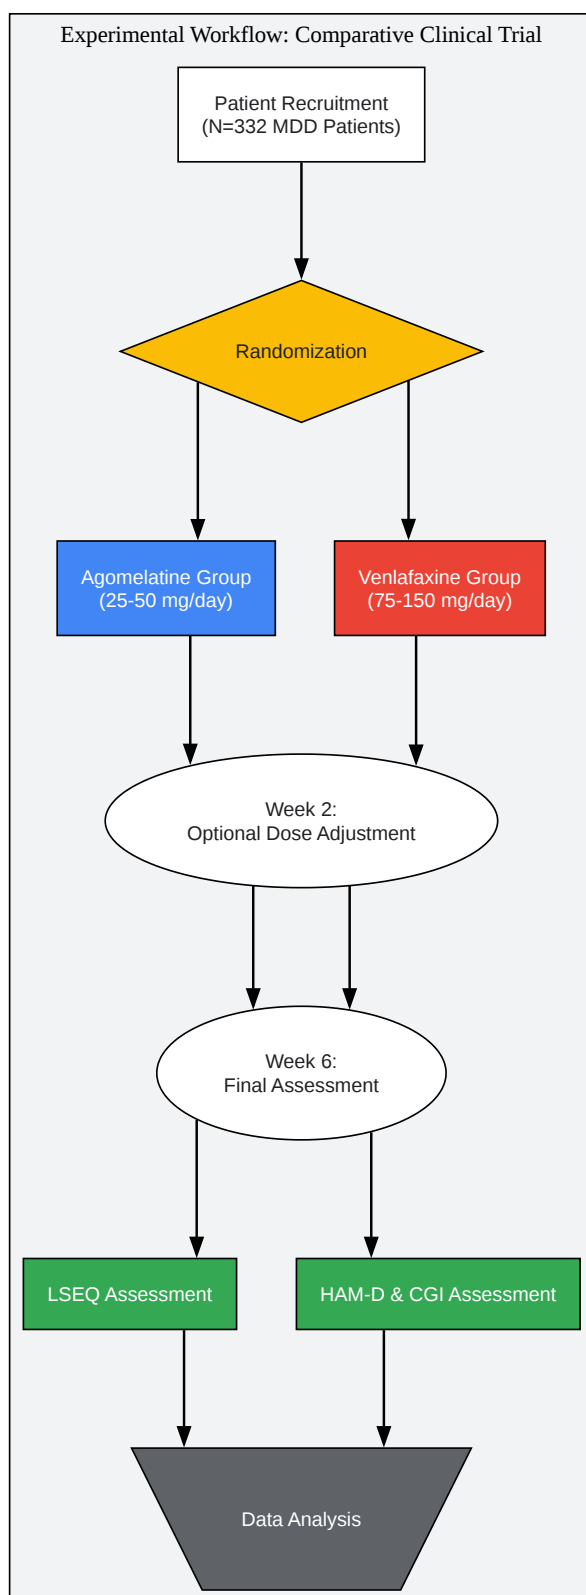 Experimental Workflow: Comparative Clinical Trial
Patient Recruitment
(N=332 MDD Patients)
Randomization
Agomelatine Group
(25-50 mg/day)
Venlafaxine Group
(75-150 mg/day)
Week 2:
Optional Dose Adjustment
Week 6:
Final Assessment
LSEQ Assessment
HAM-D & CGI Assessment
Data Analysis